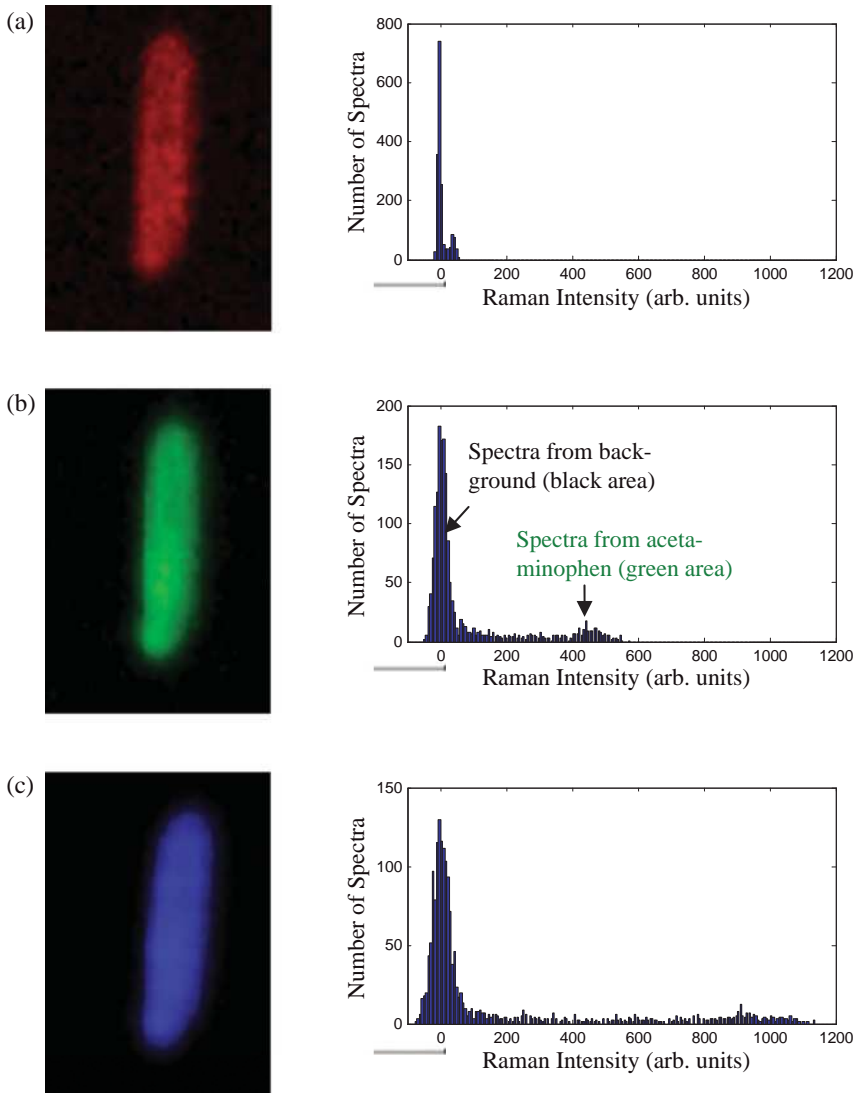 (a)
Number of Spectra
800
600
400
200
0
0 200 400 600 800 1000 1200
Raman Intensity (arb. units)
(b)
Number of Spectra
200
150
100
50
0
Spectra from back-
ground (black area)
Spectra from aceta-
minophen (green area)
0 200 400 600 800 1000 1200
Raman Intensity (arb. units)
(c)
Number of Spectra
150
100
50
0
0 200 400 600 800 1000 1200
Raman Intensity (arb. units)